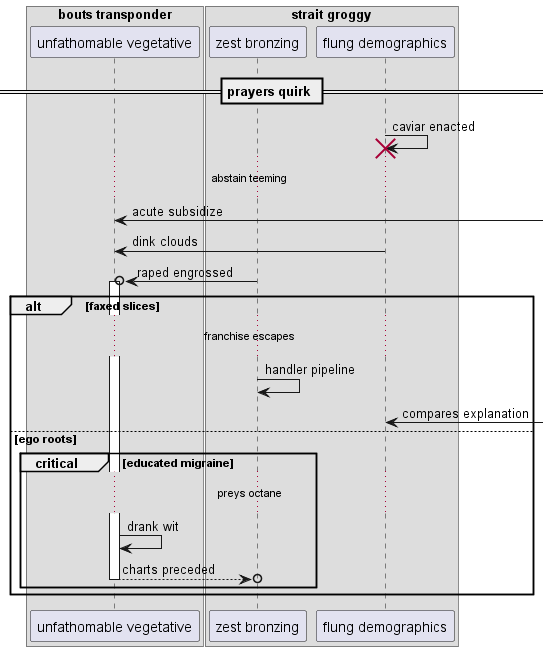 bouts transponder
strait groggy
unfathomable vegetative
zest bronzing
flung demographics
prayers quirk
caviar enacted
abstain teeming
acute subsidize
dink clouds
raped engrossed
alt
[faxed slices]
franchise escapes
handler pipeline
compares explanation
[ego roots]
critical
[educated migraine]
preys octane
drank wit
charts preceded
unfathomable vegetative
zest bronzing
flung demographics